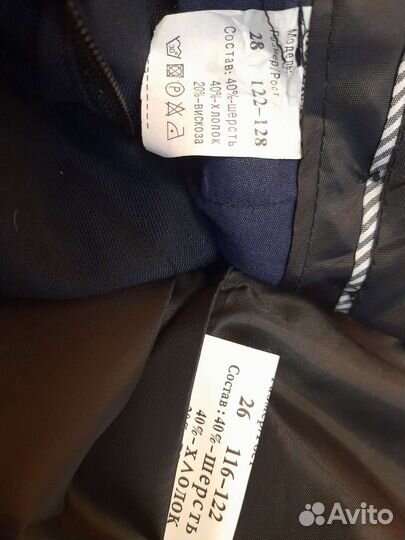 Модель:
Размер/Рост
28 122-128
Состав: 40%-шерсть
40%-хлопок
20%-вискоза
30°
26 116-122
Состав: 40%-шерсть
40%-хлопок
Avito